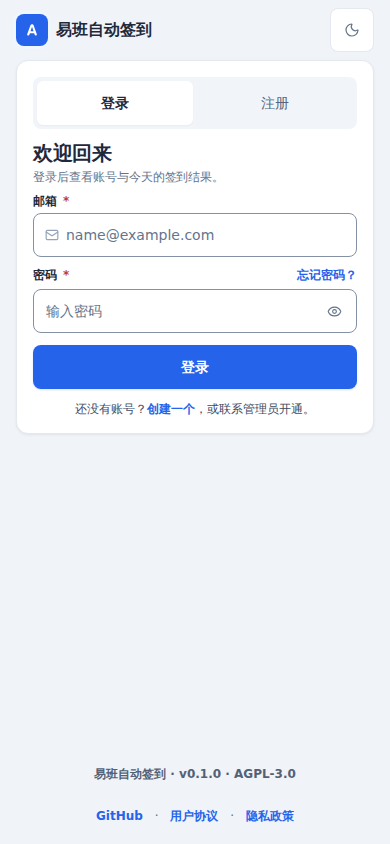 A 易班自动签到
登录 注册
欢迎回来
登录后查看账号与今天的签到结果。
邮箱 *
name@example.com
密码 * 忘记密码？
输入密码
登录
还没有账号？创建一个，或联系管理员开通。
易班自动签到 · v0.1.0 · AGPL-3.0
GitHub · 用户协议 · 隐私政策